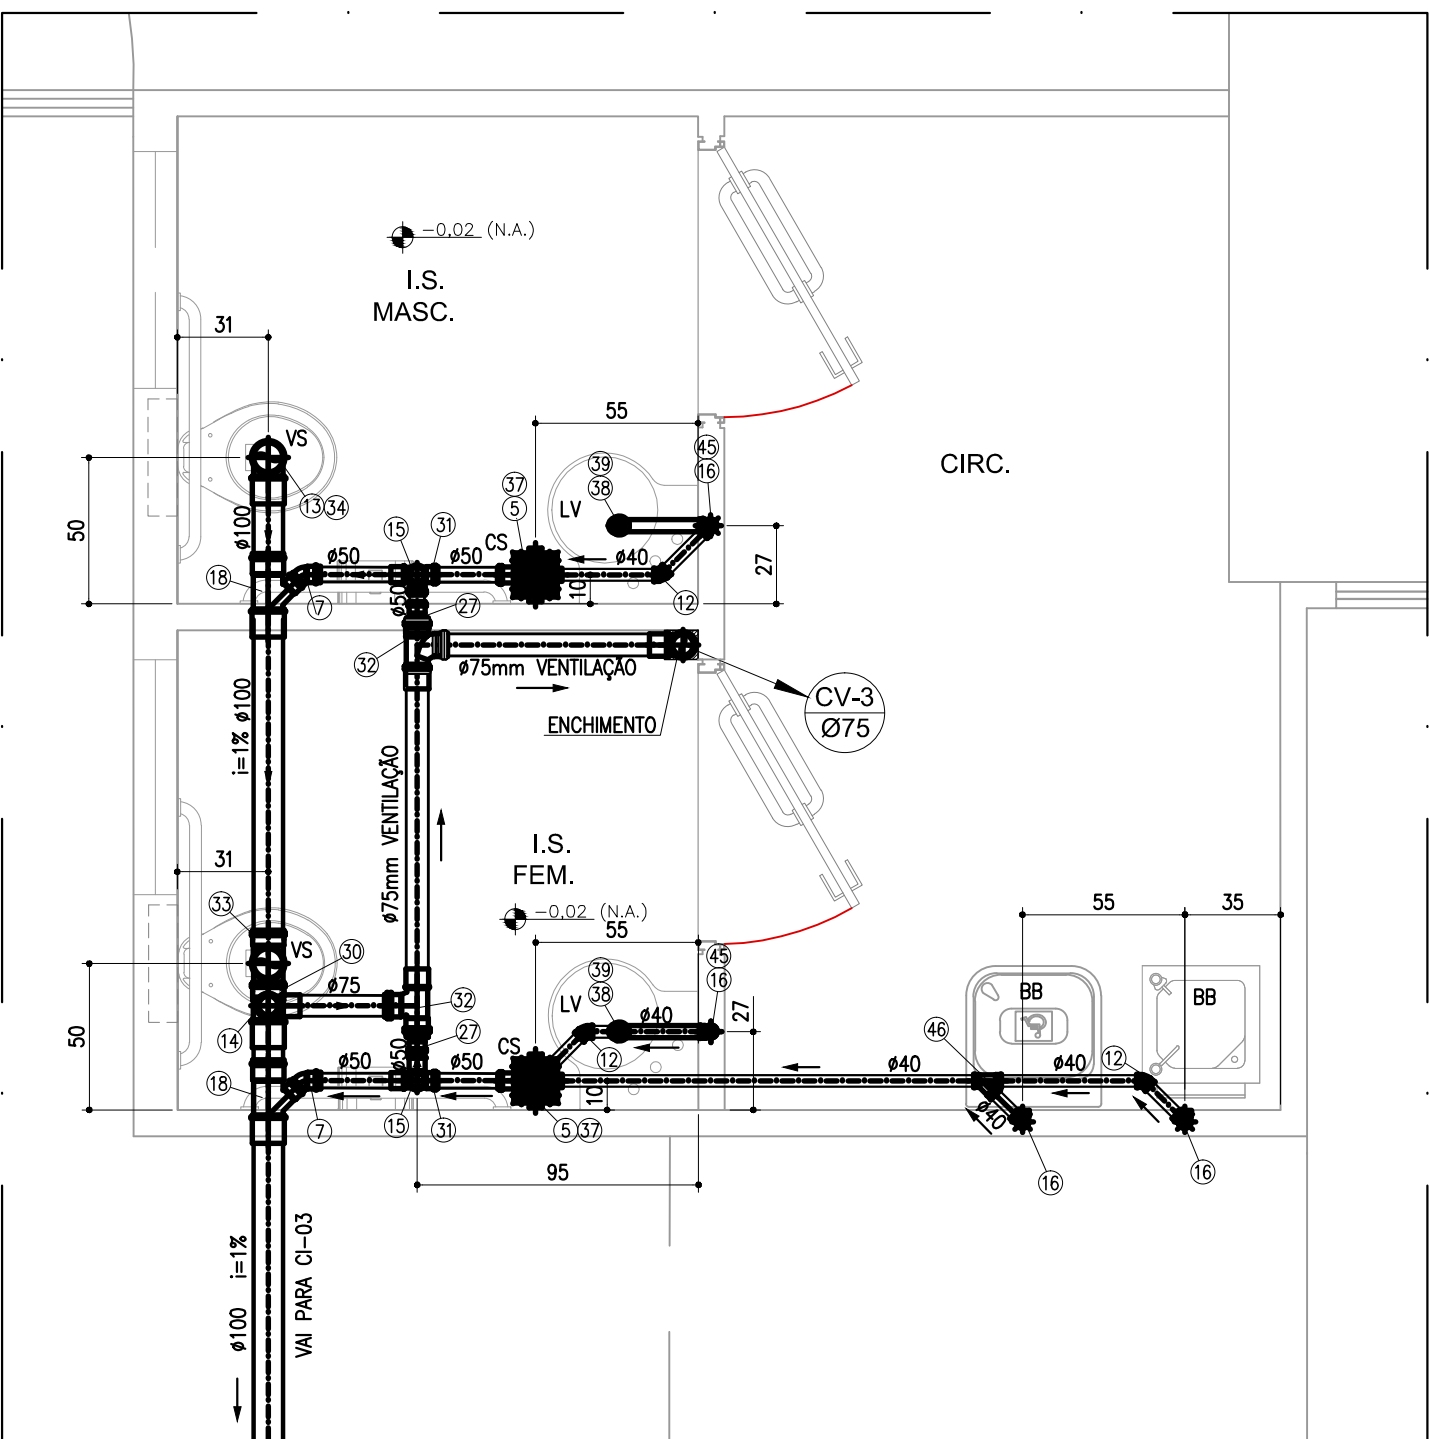 −0,02 (N.A.)
I.S.
MASC.
31
55
VS
45
39
16
CIRC.
37
38
13
34
5
LV
50
ø100
15
31
CS
ø50
ø50
ø40
27
18
ø50
10
7
27
12
32
ø75mm VENTILAÇÃO
CV-3
Ø75
ENCHIMENTO
i=1% ø100
ø75mm VENTILAÇÃO
I.S.
FEM.
31
−0,02 (N.A.)
33
55
55
35
VS
30
45
39
16
38
LV
ø75
ø40
27
BB
BB
32
50
14
27
CS
12
46
12
ø50
ø50
ø50
ø40
ø40
18
10
ø40
7
15
31
5
37
95
16
16
ø100 i=1%
VAI PARA CI−03